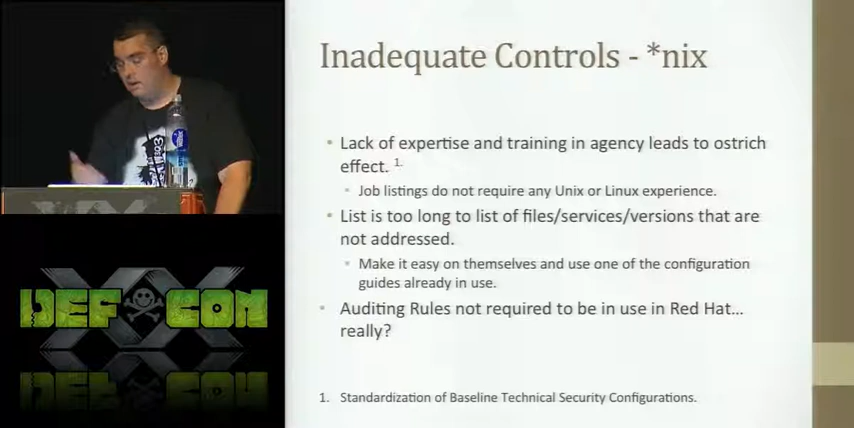 Inadequate Controls - *nix
• Lack of expertise and training in agency leads to ostrich
effect. 1.
• Job listings do not require any Unix or Linux experience.
• List is too long to list of files/services/versions that are
not addressed.
• Make it easy on themselves and use one of the configuration
guides already in use.
• Auditing Rules not required to be in use in Red Hat...
really?
1. Standardization of Baseline Technical Security Configurations.
XX
DEF CON